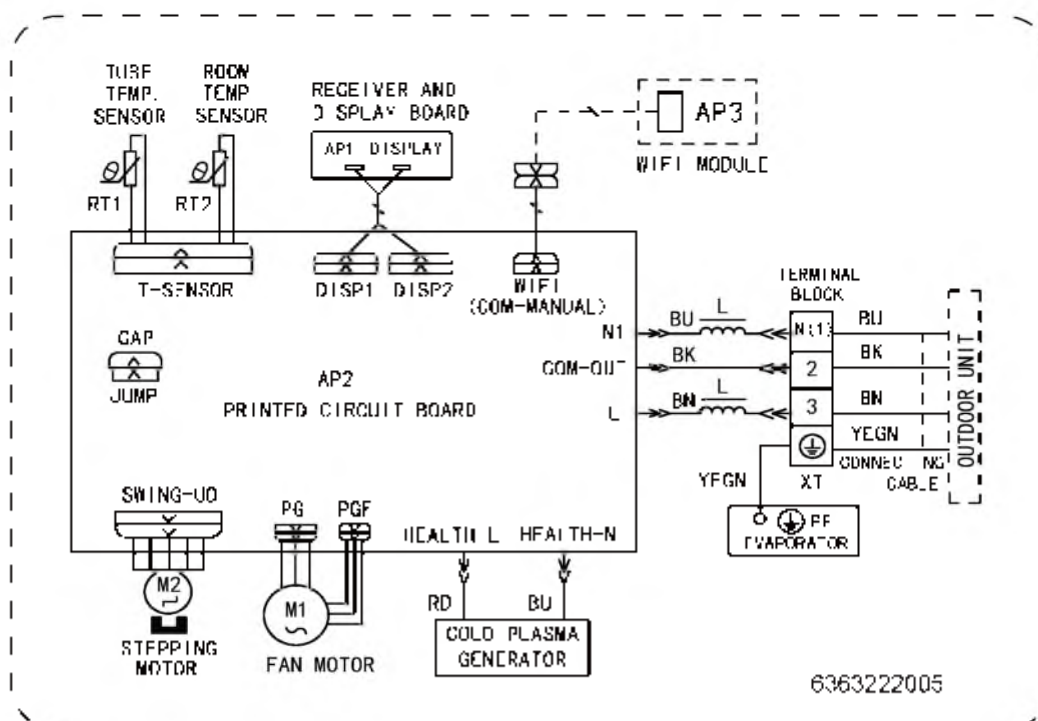 TUBE
TEMP.
SENSOR
ROOM
TEMP
SENSOR
RECEIVER AND
DISPLAY BOARD
AP1 DISPLAY
AP3
WIFI MODULE
RT1
RT2
T-SENSOR
DISP1
DISP2
WIFI
(COM-MANUAL)
TERMINAL
BLOCK
N1
BU
L
N(1)
BU
COM-OUT
BK
2
BK
L
BN
L
3
BN
YEGN
CONNEC NG
CABLE
OUTDOOR UNIT
XT
YEGN
PE
EVAPORATOR
CAP
JUMP
AP2
PRINTED CIRCUIT BOARD
SWING-UD
PG
PGF
HEALTH L
HEALTH-N
M2
STEPPING
MOTOR
M1
FAN MOTOR
RD
BU
COLD PLASMA
GENERATOR
6363222005